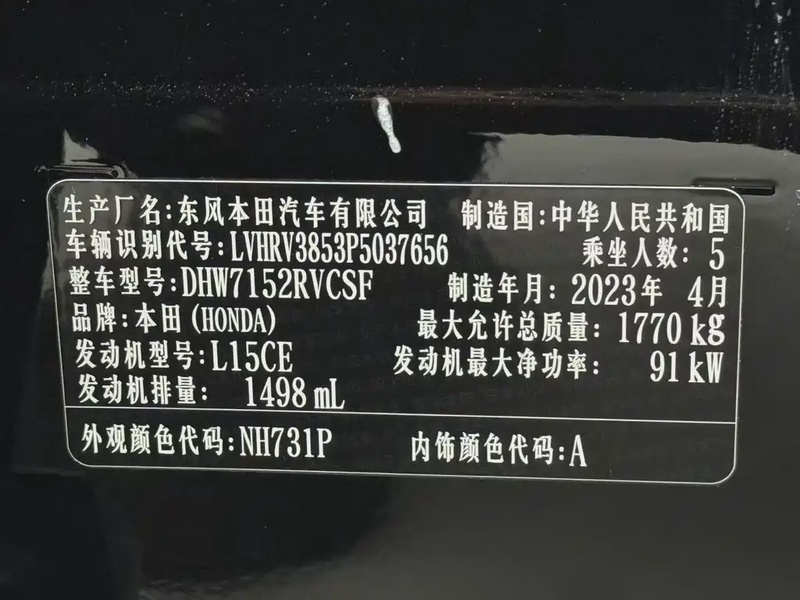 生产厂名:东风本田汽车有限公司 制造国:中华人民共和国
车辆识别代号:LVHRV3853P5037656 乘坐人数:5
整车型号:DHW7152RVCSF 制造年月:2023年 4月
品牌:本田(HONDA) 最大允许总质量:1770kg
发动机型号:L15CE 发动机最大净功率:91kW
发动机排量:1498mL
外观颜色代码:NH731P 内饰颜色代码:A